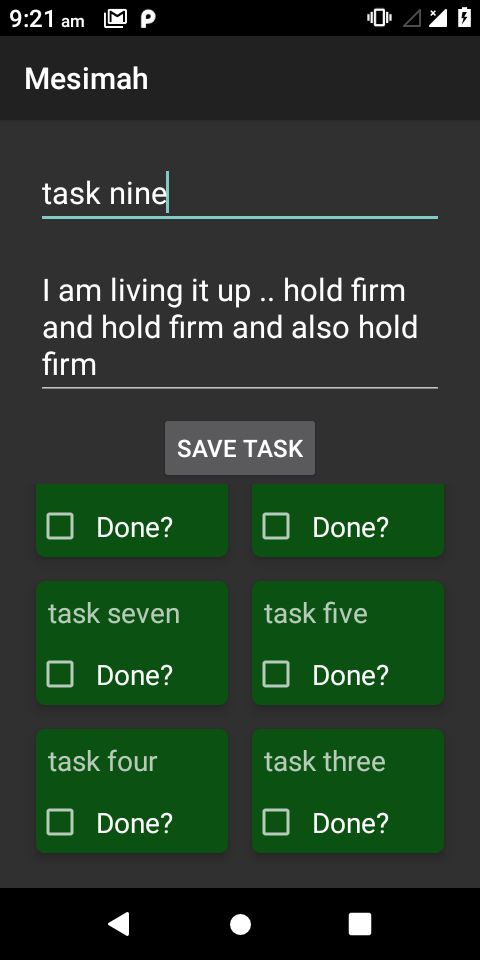 9:21 am
Mesimah
task nine
I am living it up .. hold firm
and hold firm and also hold
firm
SAVE TASK
Done? Done?
task seven task five
Done? Done?
task four task three
Done? Done?